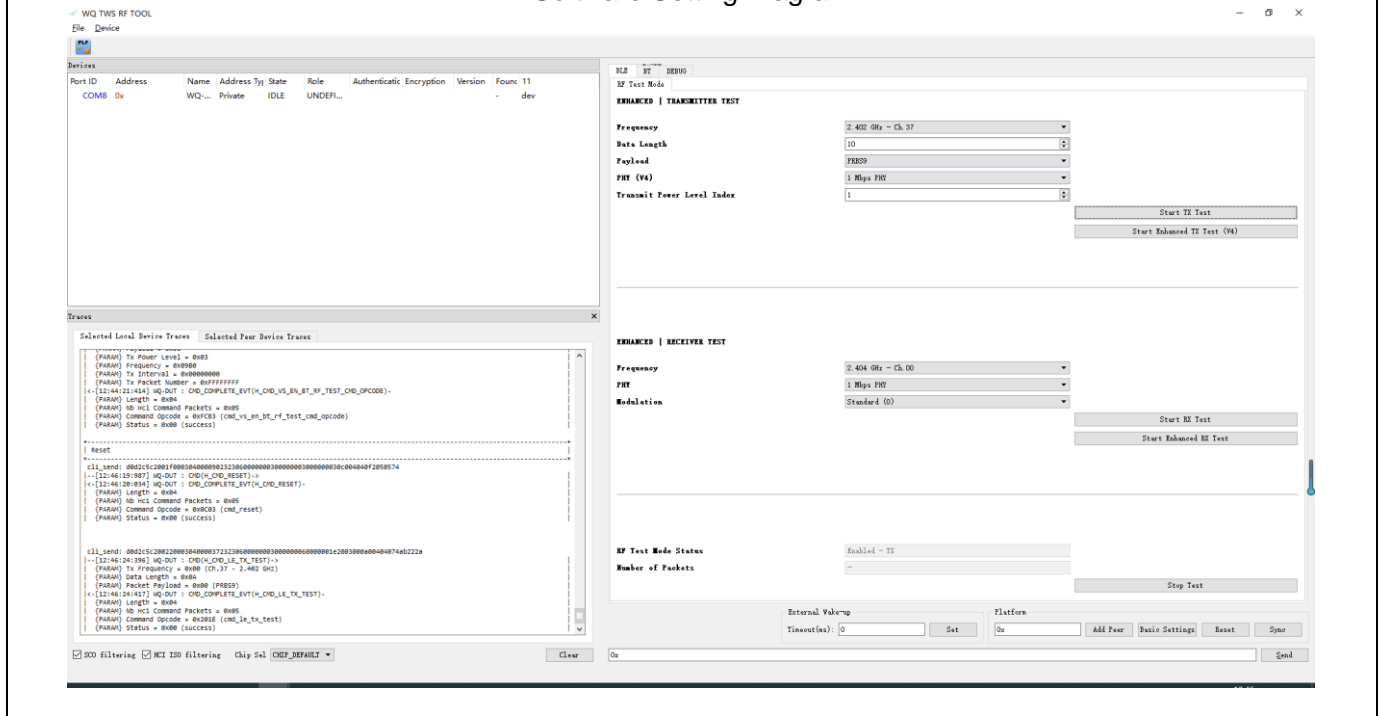 WQ TWS RF TOOL
File Device
Devices
Port ID Address Name Address Typ State Role Authenticatic Encryption Version Founc 11
COM8 0x WQ-... Private IDLE UNDEFI... - dev
Traces
Selected Local Device Traces Selected Peer Device Traces
| {PARAM} Tx Power Level = 0x03
| {PARAM} Frequency = 0x0980
| {PARAM} Tx Interval = 0x00000000
| {PARAM} Tx Packet Number = 0xFFFFFFFF
|<-[12:44:21:414] WQ-DUT : CMD_COMPLETE_EVT(H_CMD_VS_EN_BT_RF_TEST_CMD_OPCODE)-
| {PARAM} Length = 0x04
| {PARAM} Nb Hci Command Packets = 0x05
| {PARAM} Command Opcode = 0xFC83 (cmd_vs_en_bt_rf_test_cmd_opcode)
| {PARAM} Status = 0x00 (success)
| Reset
|--[12:46:19:987] WQ-DUT : CMD(H_CMD_RESET)->
|<-[12:46:20:034] WQ-DUT : CMD_COMPLETE_EVT(H_CMD_RESET)-
| {PARAM} Length = 0x04
| {PARAM} Nb Hci Command Packets = 0x05
| {PARAM} Command Opcode = 0x0C03 (cmd_reset)
| {PARAM} Status = 0x00 (success)
|--[12:46:24:396] WQ-DUT : CMD(H_CMD_LE_TX_TEST)->
| {PARAM} Tx Frequency = 0x00 (Ch.37 - 2.402 GHz)
| {PARAM} Data Length = 0x0A
| {PARAM} Packet Payload = 0x00 (PRBS9)
|<-[12:46:24:417] WQ-DUT : CMD_COMPLETE_EVT(H_CMD_LE_TX_TEST)-
| {PARAM} Length = 0x04
| {PARAM} Nb Hci Command Packets = 0x05
| {PARAM} Command Opcode = 0x201E (cmd_le_tx_test)
| {PARAM} Status = 0x00 (success)
SCO filtering HCI ISO filtering Chip Sel CHIP_DEFAULT Clear
BLE BT DEBUG
RF Test Mode
ENHANCED | TRANSMITTER TEST
Frequency 2.402 GHz - Ch.37
Data Length 10
Payload PRBS9
PHY (V4) 1 Mbps PHY
Transmit Power Level Index 1
Start TX Test
Start Enhanced TX Test (V4)
ENHANCED | RECEIVER TEST
Frequency 2.404 GHz - Ch.00
PHY 1 Mbps PHY
Modulation Standard (0)
Start RX Test
Start Enhanced RX Test
RF Test Mode Status Enabled - TX
Number of Packets -
Stop Test
External Wake-up Platform
Timeout(ms): 0 Set 0x Add Peer Basic Settings Reset Sync
0x Send